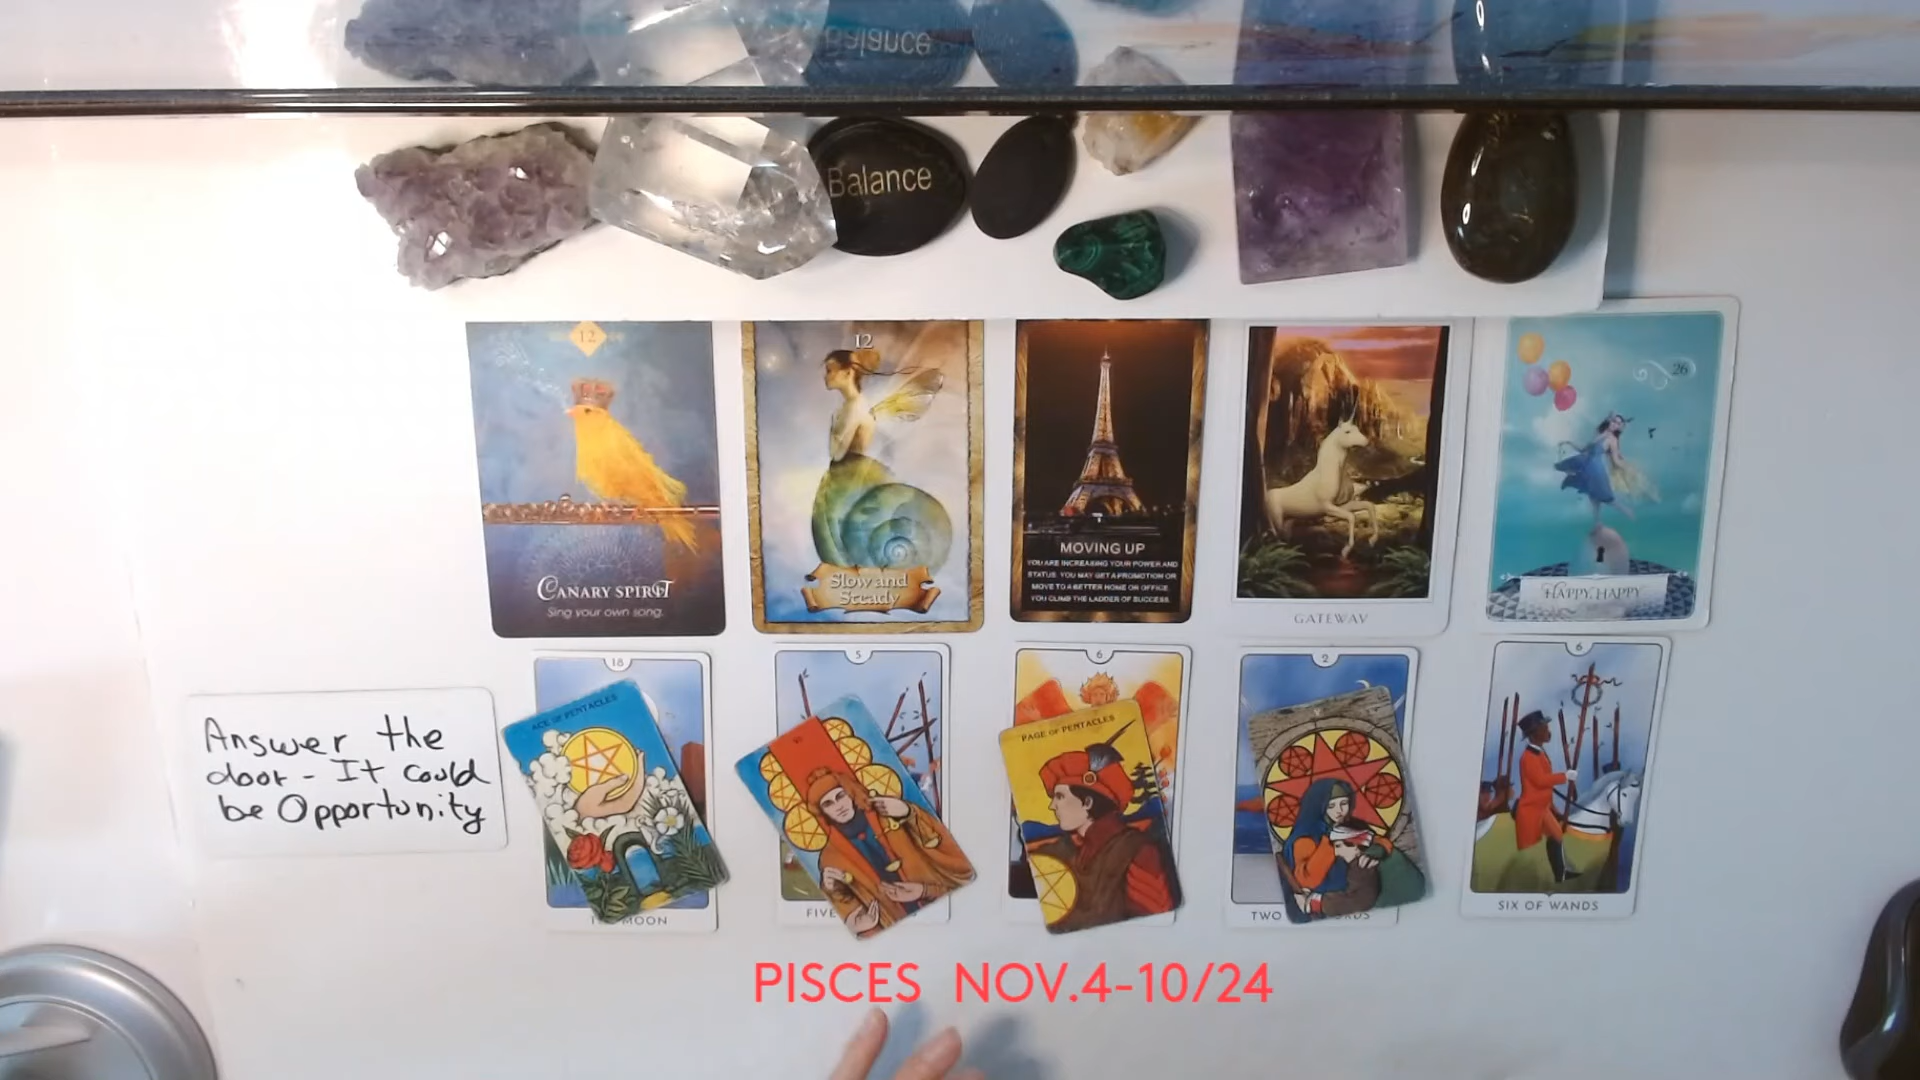 Balance
Balance
12
CANARY SPIRIT
Sing your own song.
12
Slow and
Steady
MOVING UP
YOU ARE INCREASING YOUR POWER AND
STATUS. YOU MAY GET A PROMOTION OR
MOVE TO A BETTER HOME OR OFFICE.
YOU CLIMB THE LADDER OF SUCCESS.
GATEWAY
26
HAPPY, HAPPY
Answer the
door - It could
be Opportunity
18
ACE OF PENTACLES
MOON
5
VI
FIVE
6
PAGE OF PENTACLES
2
TWO
6
SIX OF WANDS
PISCES NOV.4-10/24